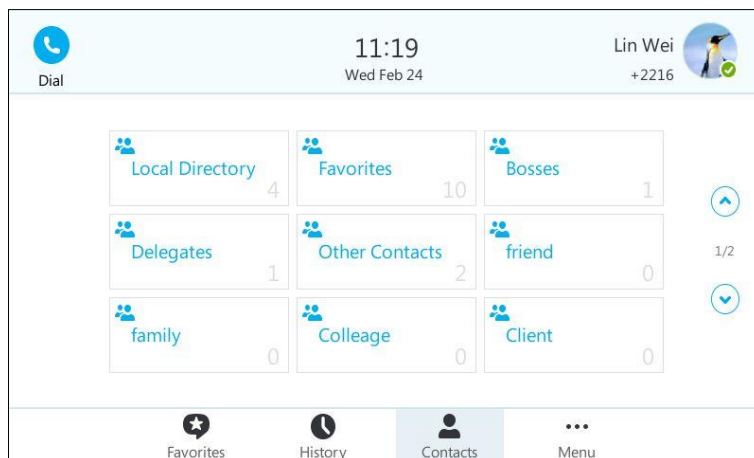 11:19
Lin Wei
Dial
Wed Feb 24
+2216
Local Directory
4
Favorites
10
Bosses
1
Delegates
1
Other Contacts
2
friend
0
1/2
family
0
Colleage
0
Client
0
Favorites
History
Contacts
Menu